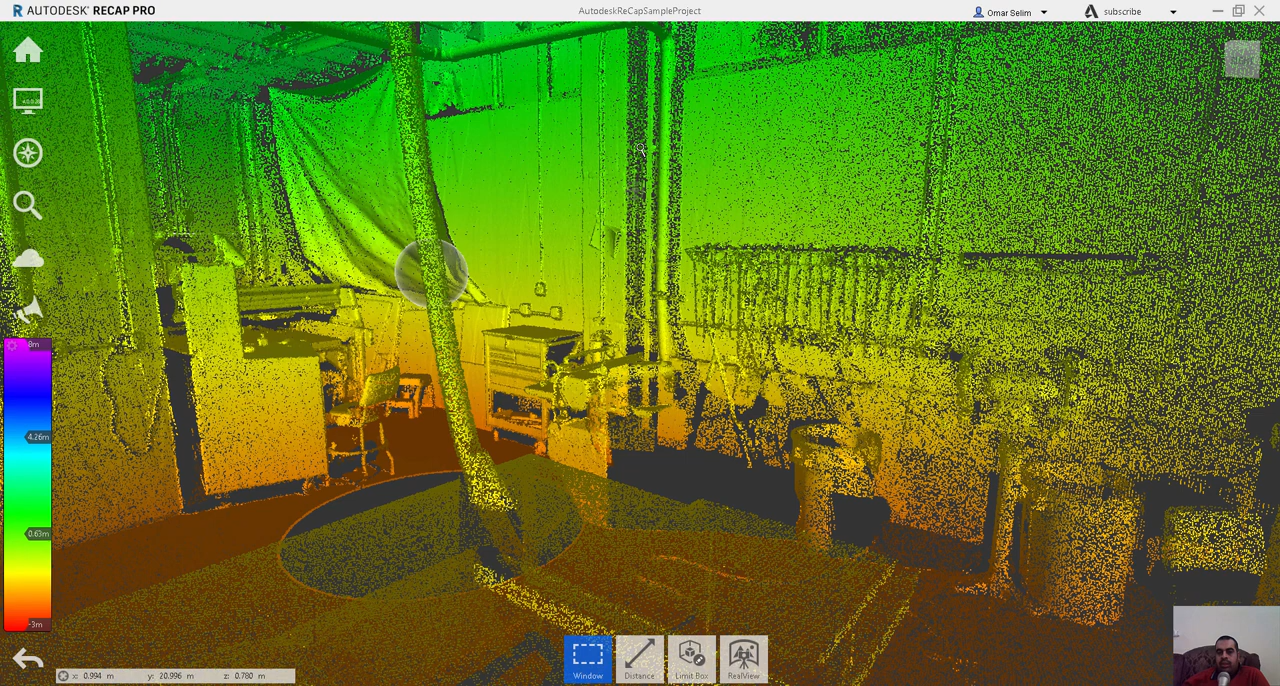 R AUTODESK® RECAP PRO
AutodeskReCapSampleProject
Omar Selim
subscribe
8m
4.26m
0.63m
-3m
x: 0.994 m y: 20.996 m z: 0.780 m
Window
Distance
Limit Box
RealView